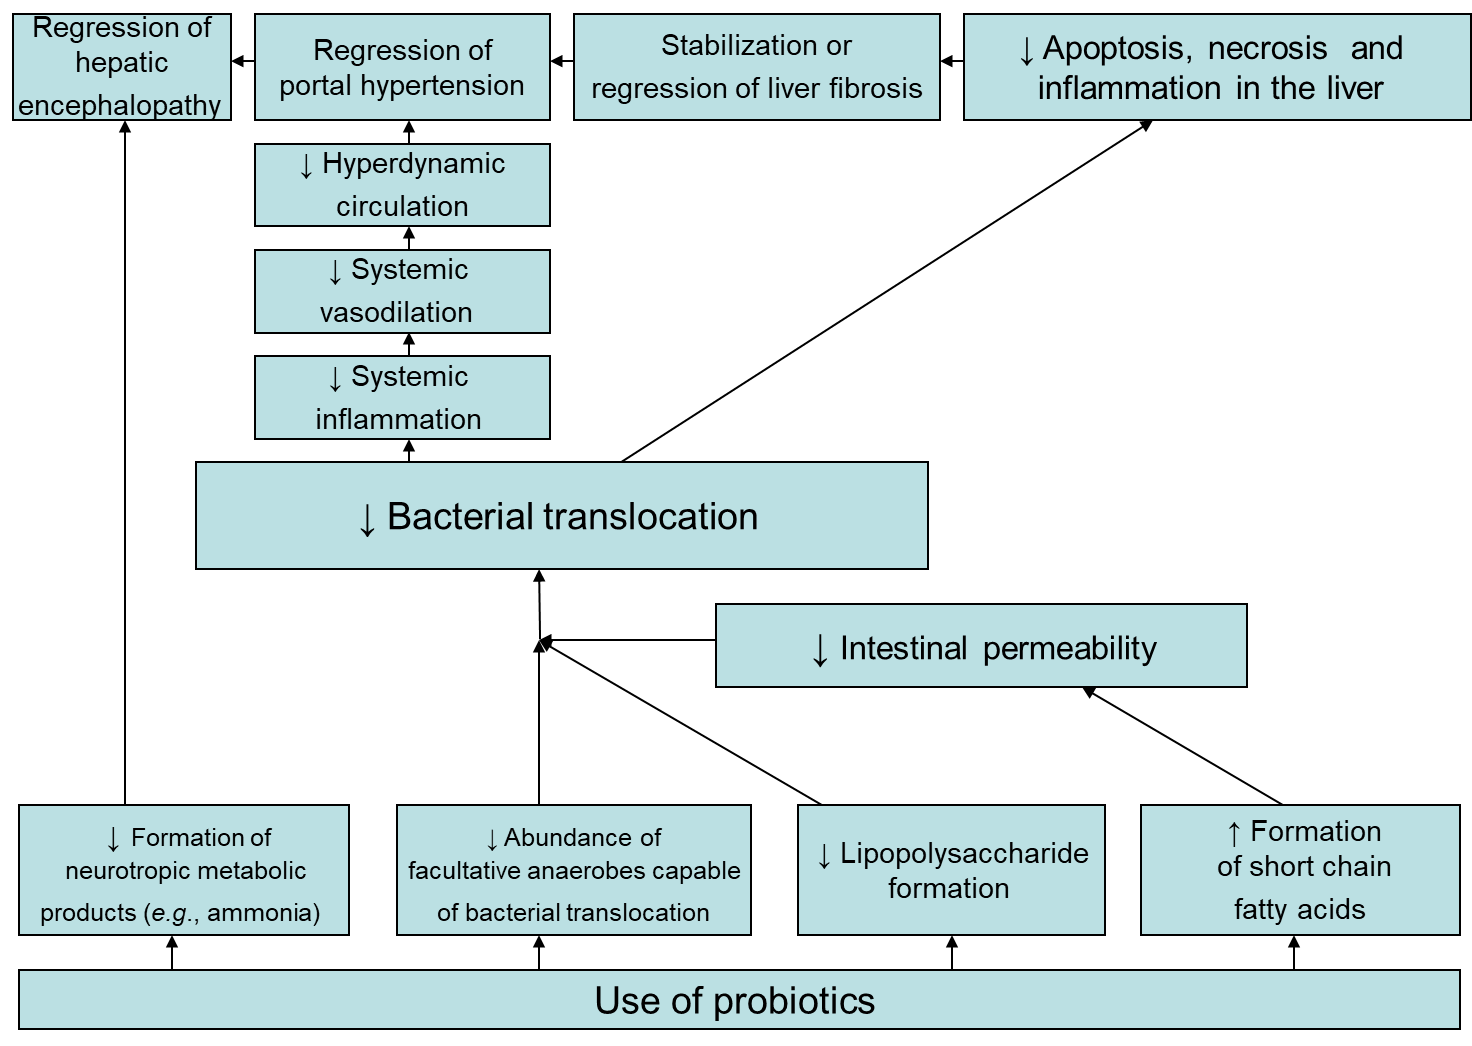 Regression of
hepatic
encephalopathy
Regression of
portal hypertension
Stabilization or
regression of liver fibrosis
↓ Apoptosis, necrosis and
inflammation in the liver
↓ Hyperdynamic
circulation
↓ Systemic
vasodilation
↓ Systemic
inflammation
↓ Bacterial translocation
↓ Intestinal permeability
↓ Formation of
neurotropic metabolic
products (e.g., ammonia)
↓ Abundance of
facultative anaerobes capable
of bacterial translocation
↓ Lipopolysaccharide
formation
↑ Formation
of short chain
fatty acids
Use of probiotics